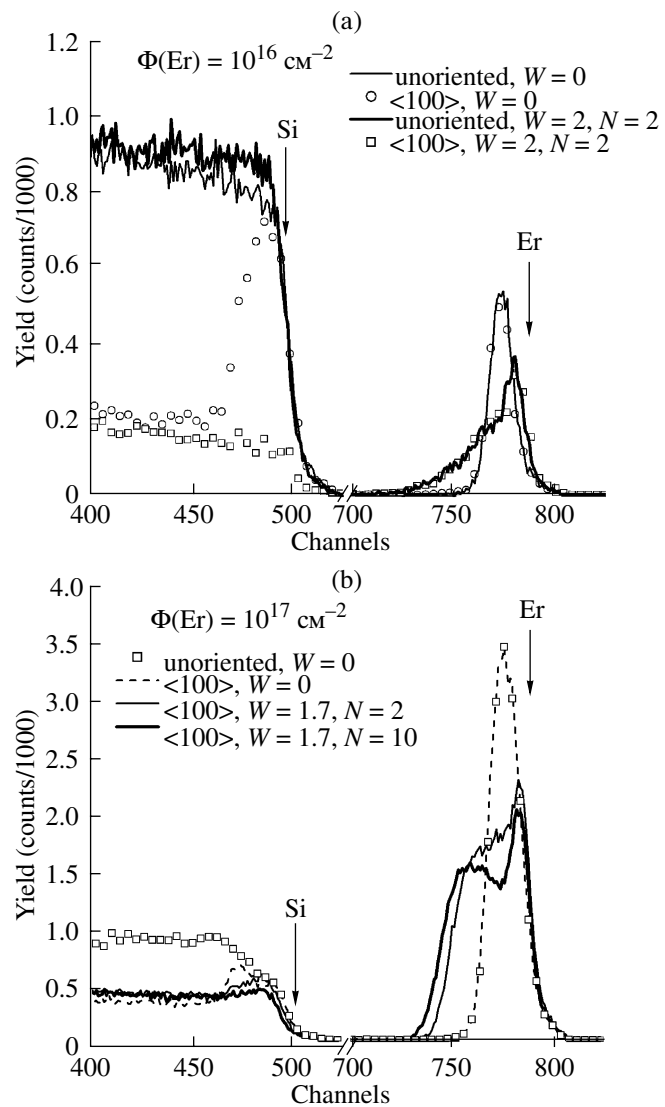 (a)
1.2
Φ(Er) = 10¹⁶ см⁻²
unoriented, W = 0
<100>, W = 0
unoriented, W = 2, N = 2
<100>, W = 2, N = 2
1.0
Si
0.8
Er
0.6
0.4
0.2
0
Yield (counts/1000)
400 450 500 700 750 800
Channels
(b)
4.0
Φ(Er) = 10¹⁷ см⁻²
Er
3.5
unoriented, W = 0
<100>, W = 0
<100>, W = 1.7, N = 2
<100>, W = 1.7, N = 10
3.0
2.5
2.0
1.5
Si
1.0
0.5
0
Yield (counts/1000)
400 450 500 700 750 800
Channels